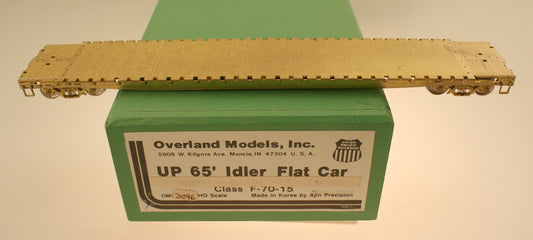 Overland Models, Inc.
5908 W. Kilgore Ave. Muncie, IN 47304 U. S. A.
UP 65' Idler Flat Car
Class F-70-15
OMI 3096 HO Scale Made in Korea by Ajin Precision